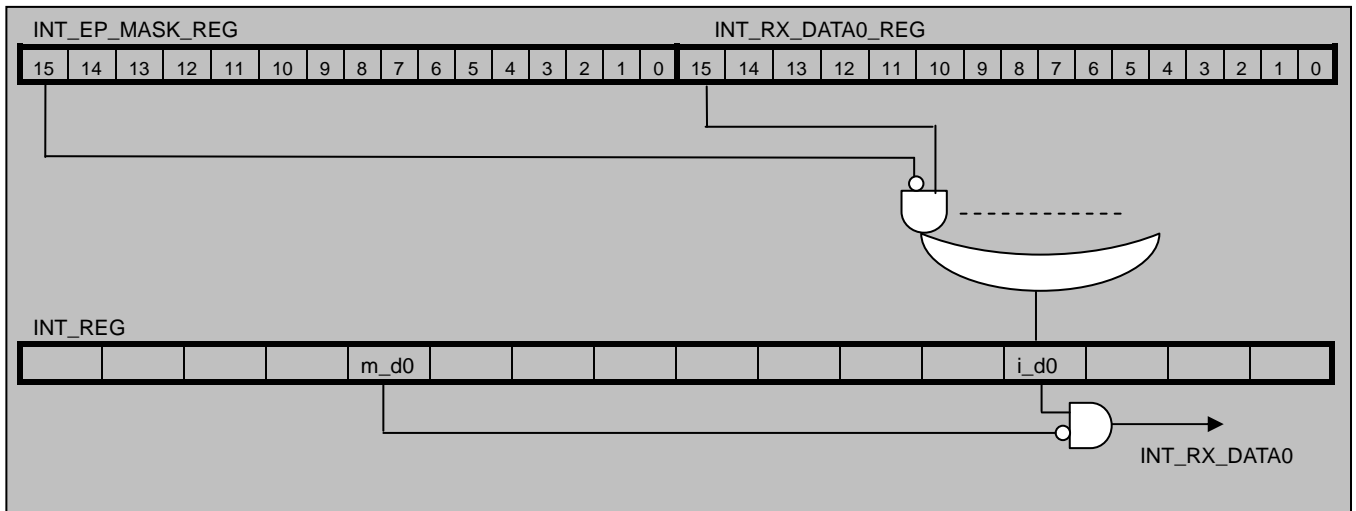 INT_EP_MASK_REG INT_RX_DATA0_REG
15 14 13 12 11 10 9 8 7 6 5 4 3 2 1 0 15 14 13 12 11 10 9 8 7 6 5 4 3 2 1 0
INT_REG
m_d0 i_d0
INT_RX_DATA0